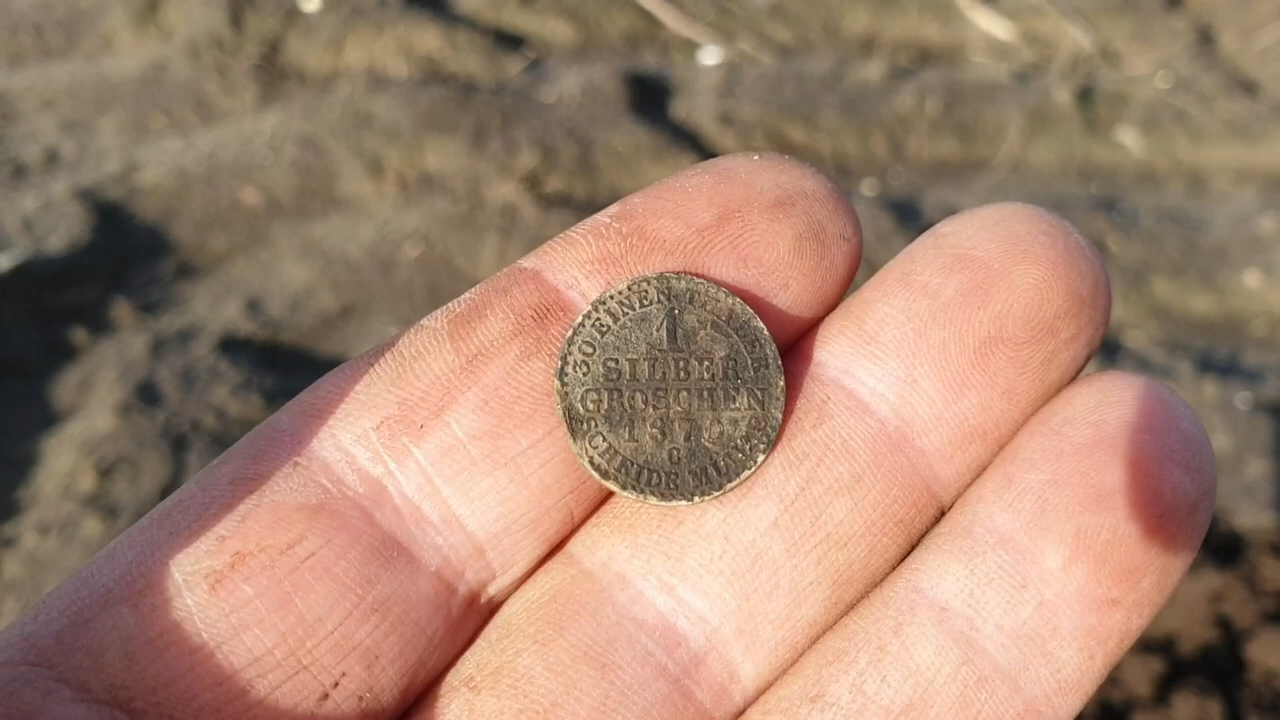 30 EINEN THALER
1
SILBER
GROSCHEN
1870
C
SCHEIDE MÜNZE